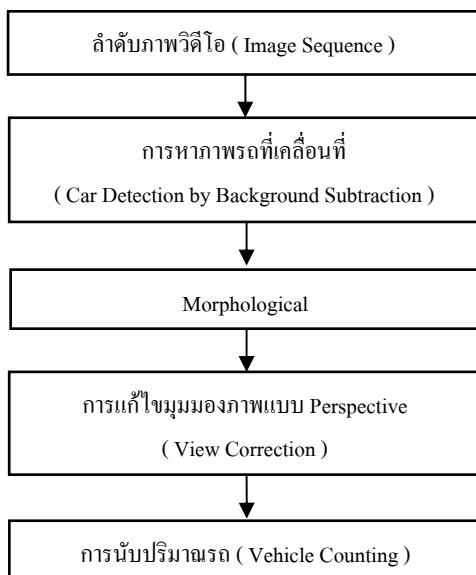 ลำดับภาพวิดีโอ ( Image Sequence )
การหาภาพรถที่เคลื่อนที่
( Car Detection by Background Subtraction )
Morphological
การแก้ไขมุมมองภาพแบบ Perspective
( View Correction )
การนับปริมาณรถ ( Vehicle Counting )